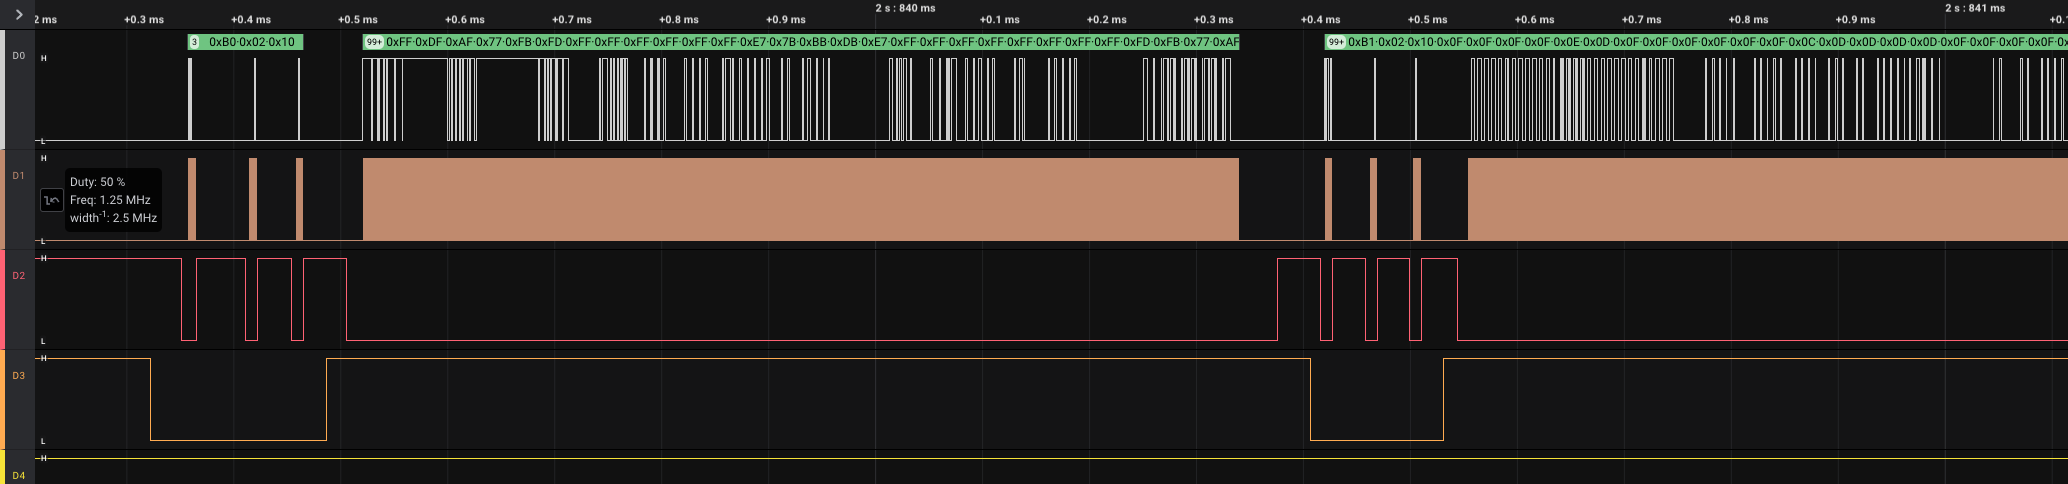 2 s : 840 ms
2 s : 841 ms
2 ms +0.3 ms +0.4 ms +0.5 ms +0.6 ms +0.7 ms +0.8 ms +0.9 ms +0.1 ms +0.2 ms +0.3 ms +0.4 ms +0.5 ms +0.6 ms +0.7 ms +0.8 ms +0.9 ms +0.1
3 0xB0·0x02·0x10
99+ 0xFF·0xDF·0xAF·0x77·0xFB·0xFD·0xFF·0xFF·0xFF·0xFF·0xFF·0xFF·0xE7·0x7B·0xBB·0xDB·0xE7·0xFF·0xFF·0xFF·0xFF·0xFF·0xFF·0xFF·0xFF·0xFD·0xFB·0x77·0xAF
99+ 0xB1·0x02·0x10·0x0F·0x0F·0x0F·0x0E·0x0D·0x0F·0x0F·0x0F·0x0F·0x0F·0x0C·0x0D·0x0D·0x0D·0x0D·0x0F·0x0F·0x0F·0x0F·0x
D0
H
L
D1
H
Duty: 50 %
Freq: 1.25 MHz
width-1: 2.5 MHz
L
D2
H
L
D3
H
L
D4
H